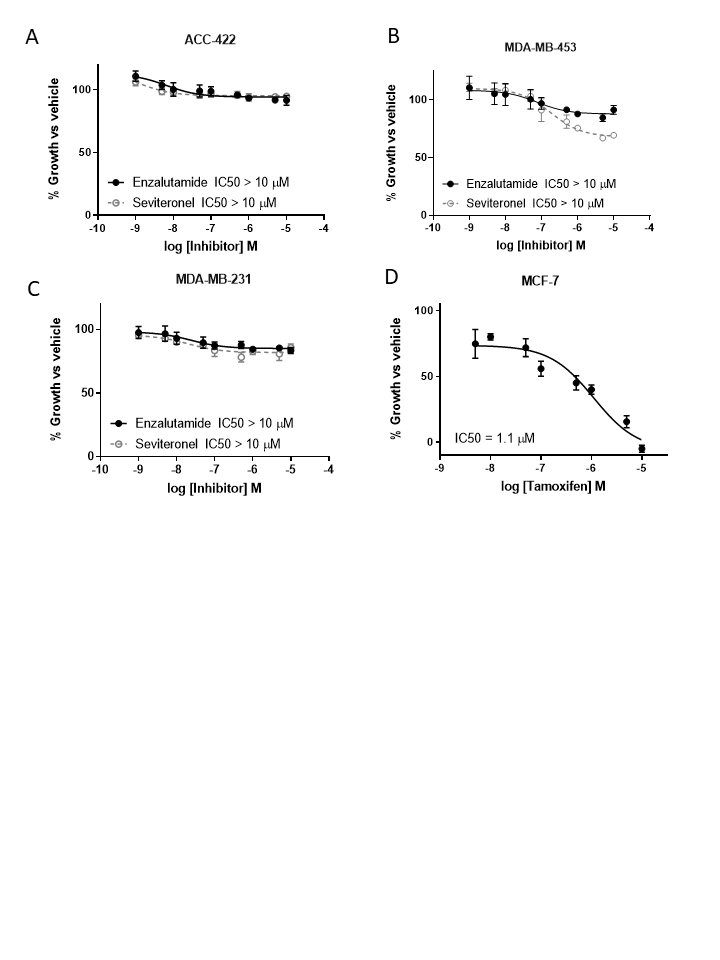 A
ACC-422
% Growth vs vehicle
100
50
0
Enzalutamide IC50 > 10 μM
Seviteronel IC50 > 10 μM
-10 -9 -8 -7 -6 -5 -4
log [Inhibitor] M
B
MDA-MB-453
% Growth vs vehicle
100
50
0
Enzalutamide IC50 > 10 μM
Seviteronel IC50 > 10 μM
-10 -9 -8 -7 -6 -5 -4
log [Inhibitor] M
C
MDA-MB-231
% Growth vs vehicle
100
50
0
Enzalutamide IC50 > 10 μM
Seviteronel IC50 > 10 μM
-10 -9 -8 -7 -6 -5 -4
log [Inhibitor] M
D
MCF-7
% Growth vs vehicle
100
50
0
IC50 = 1.1 μM
-9 -8 -7 -6 -5
log [Tamoxifen] M